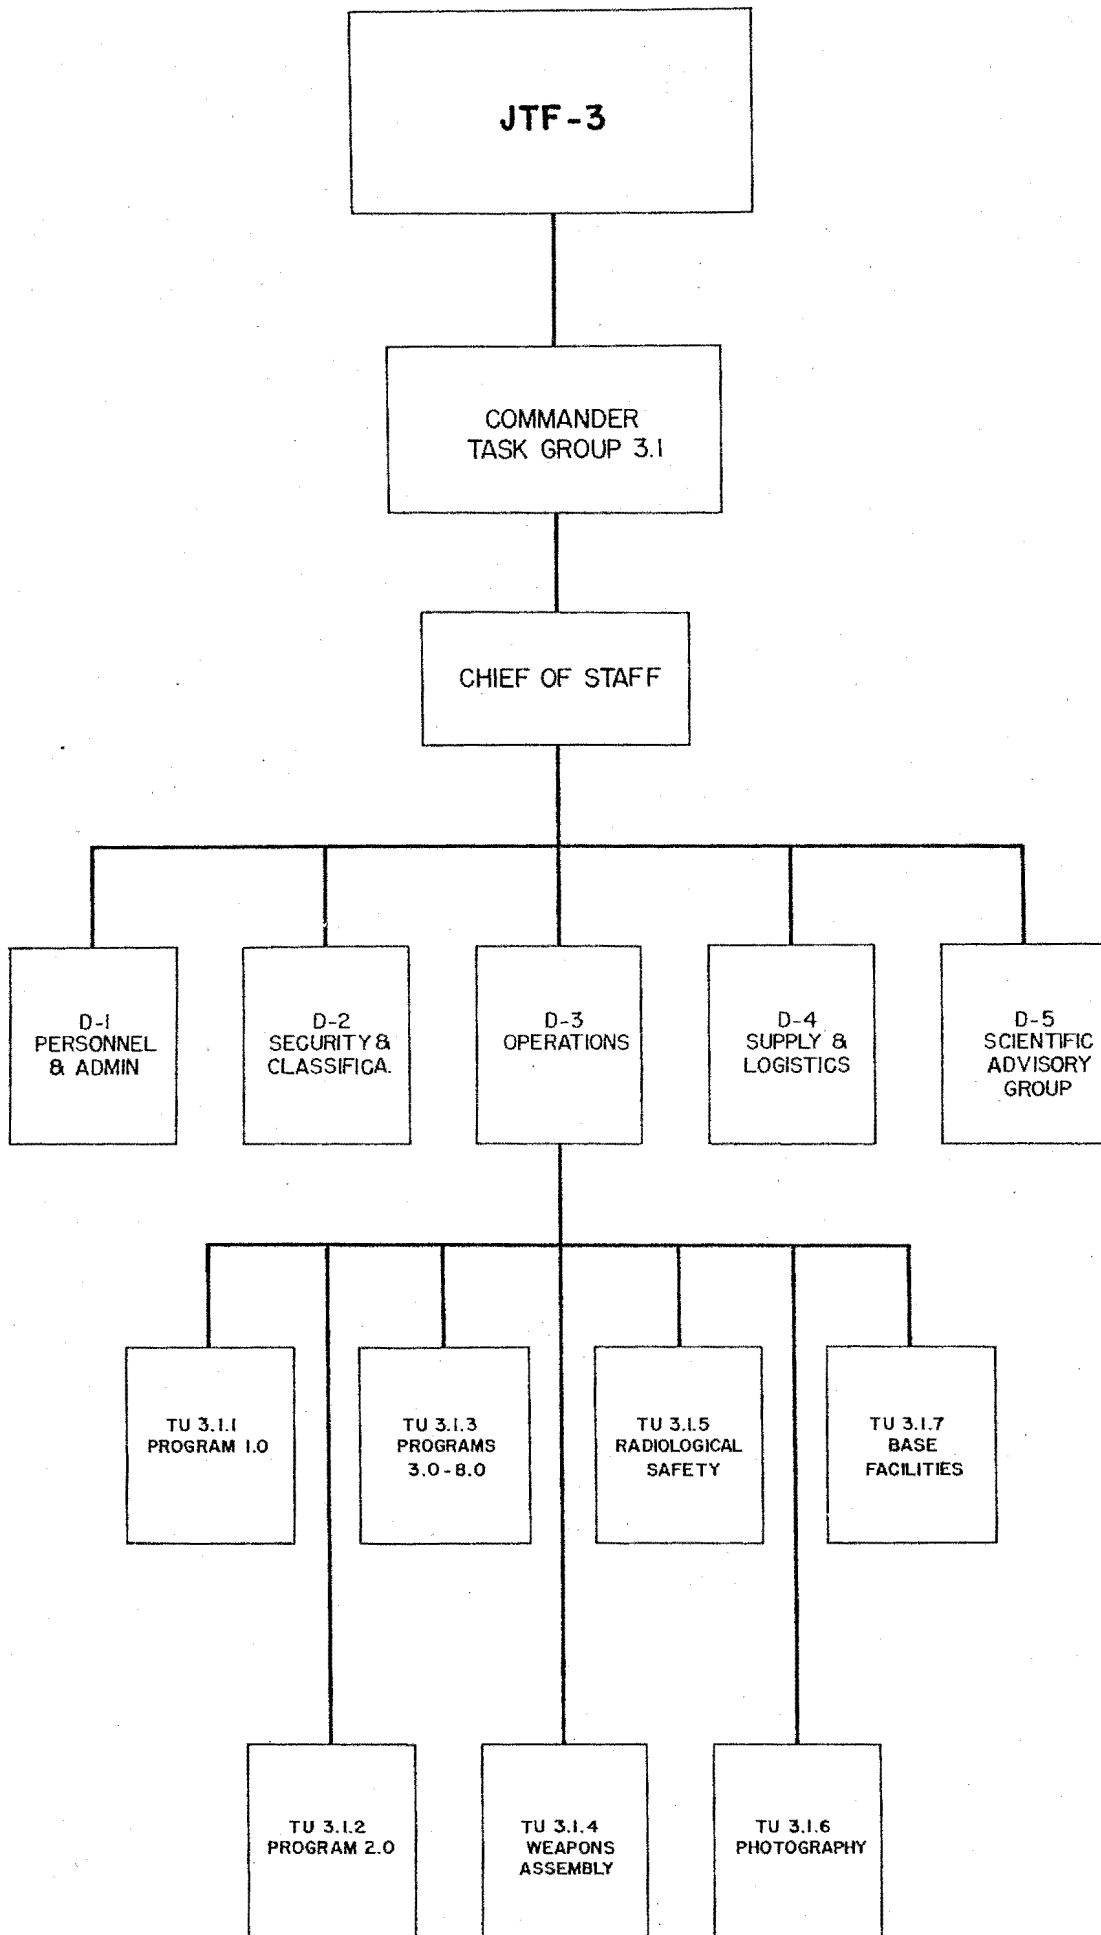 JTF-3
COMMANDER
TASK GROUP 3.1
CHIEF OF STAFF
D-1
PERSONNEL
& ADMIN
D-2
SECURITY &
CLASSIFICA.
D-3
OPERATIONS
D-4
SUPPLY &
LOGISTICS
D-5
SCIENTIFIC
ADVISORY
GROUP
TU 3.1.1
PROGRAM 1.0
TU 3.1.3
PROGRAMS
3.0-8.0
TU 3.1.5
RADIOLOGICAL
SAFETY
TU 3.1.7
BASE
FACILITIES
TU 3.1.2
PROGRAM 2.0
TU 3.1.4
WEAPONS
ASSEMBLY
TU 3.1.6
PHOTOGRAPHY